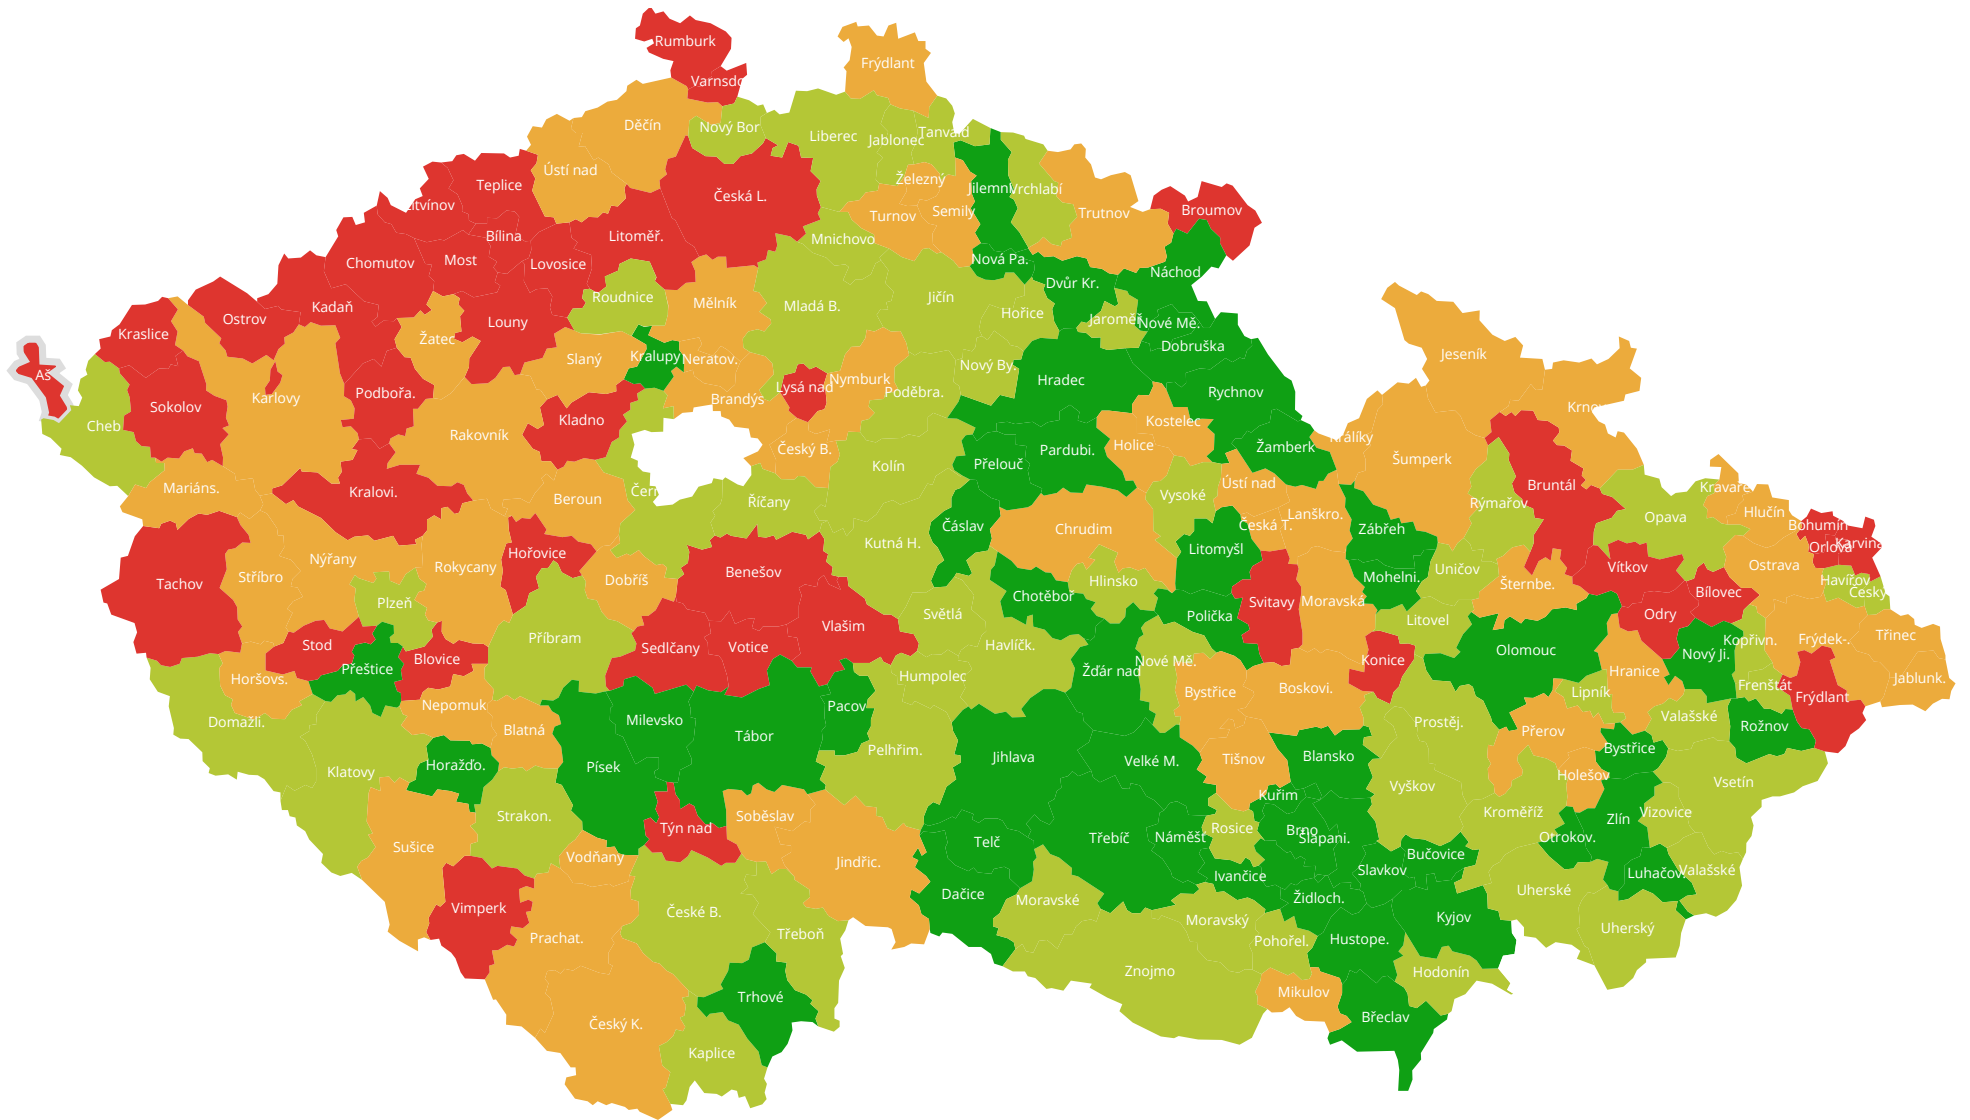 Rumburk
Frýdlant
Varnsdo
Děčín
Nový Bor
Liberec
Jablonec
Tanvald
Ústí nad
Teplice
Česká L.
Železný
Jilemni
Vrchlabí
Litvínov
Turnov
Semily
Trutnov
Broumov
Bílina
Litoměř.
Mnichovo
Most
Lovosice
Chomutov
Nová Pa.
Náchod
Dvůr Kr.
Roudnice
Mělník
Mladá B.
Jičín
Hořice
Jaroměř
Nové Mě.
Kadaň
Ostrov
Louny
Kraslice
Žatec
Slaný
Kralupy
Neratov.
Dobruška
Jeseník
Aš
Karlovy
Podbořa.
Lysá nad
Nymburk
Poděbra.
Nový By.
Hradec
Rychnov
Sokolov
Brandýs
Krnov
Cheb
Rakovník
Kladno
Český B.
Kostelec
Holice
Žamberk
Králíky
Šumperk
Kolín
Přelouč
Pardubi.
Mariáns.
Kralovi.
Beroun
Čern
Říčany
Vysoké
Ústí nad
Bruntál
Rýmařov
Kravaře
Opava
Hlučín
Bohumín
Čáslav
Chrudim
Česká T.
Lanškro.
Zábřeh
Orlová
Karviná
Tachov
Stříbro
Nýřany
Rokycany
Hořovice
Dobříš
Benešov
Kutná H.
Litomyšl
Hlinsko
Mohelni.
Uničov
Šternbe.
Vítkov
Ostrava
Havířov
Český
Plzeň
Chotěboř
Svitavy
Moravská
Bílovec
Světlá
Polička
Litovel
Odry
Příbram
Sedlčany
Votice
Vlašim
Havlíčk.
Stod
Přeštice
Blovice
Humpolec
Žďár nad
Nové Mě.
Konice
Olomouc
Hranice
Nový Ji.
Kopřivn.
Frýdek-.
Třinec
Horšovs.
Nepomuk
Bystřice
Boskovi.
Lipník
Frenštát
Frýdlant
Jablunk.
Domažli.
Blatná
Milevsko
Tábor
Pacov
Pelhřim.
Prostěj.
Přerov
Valašské
Rožnov
Klatovy
Horažďo.
Písek
Jihlava
Velké M.
Tišnov
Blansko
Bystřice
Holešov
Vsetín
Strakon.
Týn nad
Soběslav
Kuřim
Vyškov
Kroměříž
Zlín
Vizovice
Sušice
Vodňany
Jindřic.
Telč
Třebíč
Náměšť
Rosice
Brno
Šlapani.
Otrokov.
Bučovice
Slavkov
Luhačov.
Valašské
Vimperk
České B.
Dačice
Moravské
Ivančice
Židloch.
Uherské
Prachat.
Třeboň
Moravský
Pohořel.
Hustope.
Kyjov
Uherský
Znojmo
Hodonín
Trhové
Mikulov
Český K.
Břeclav
Kaplice